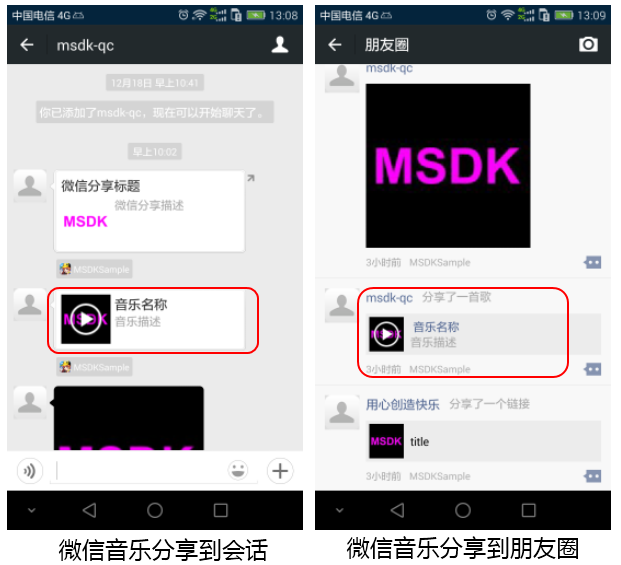 中国电信 4G 13:08
msdk-qc
12月18日 早上10:41
你已添加了msdk-qc，现在可以开始聊天了。
早上10:02
微信分享标题
微信分享描述
MSDK
MSDKSample
MSDK
音乐名称
音乐描述
MSDKSample
MSDK
微信音乐分享到会话
中国电信 4G 13:09
朋友圈
msdk-qc
MSDK
3小时前 MSDKSample
msdk-qc 分享了一首歌
MSDK
音乐名称
音乐描述
3小时前 MSDKSample
用心创造快乐 分享了一个链接
MSDK title
3小时前 MSDKSample
微信音乐分享到朋友圈